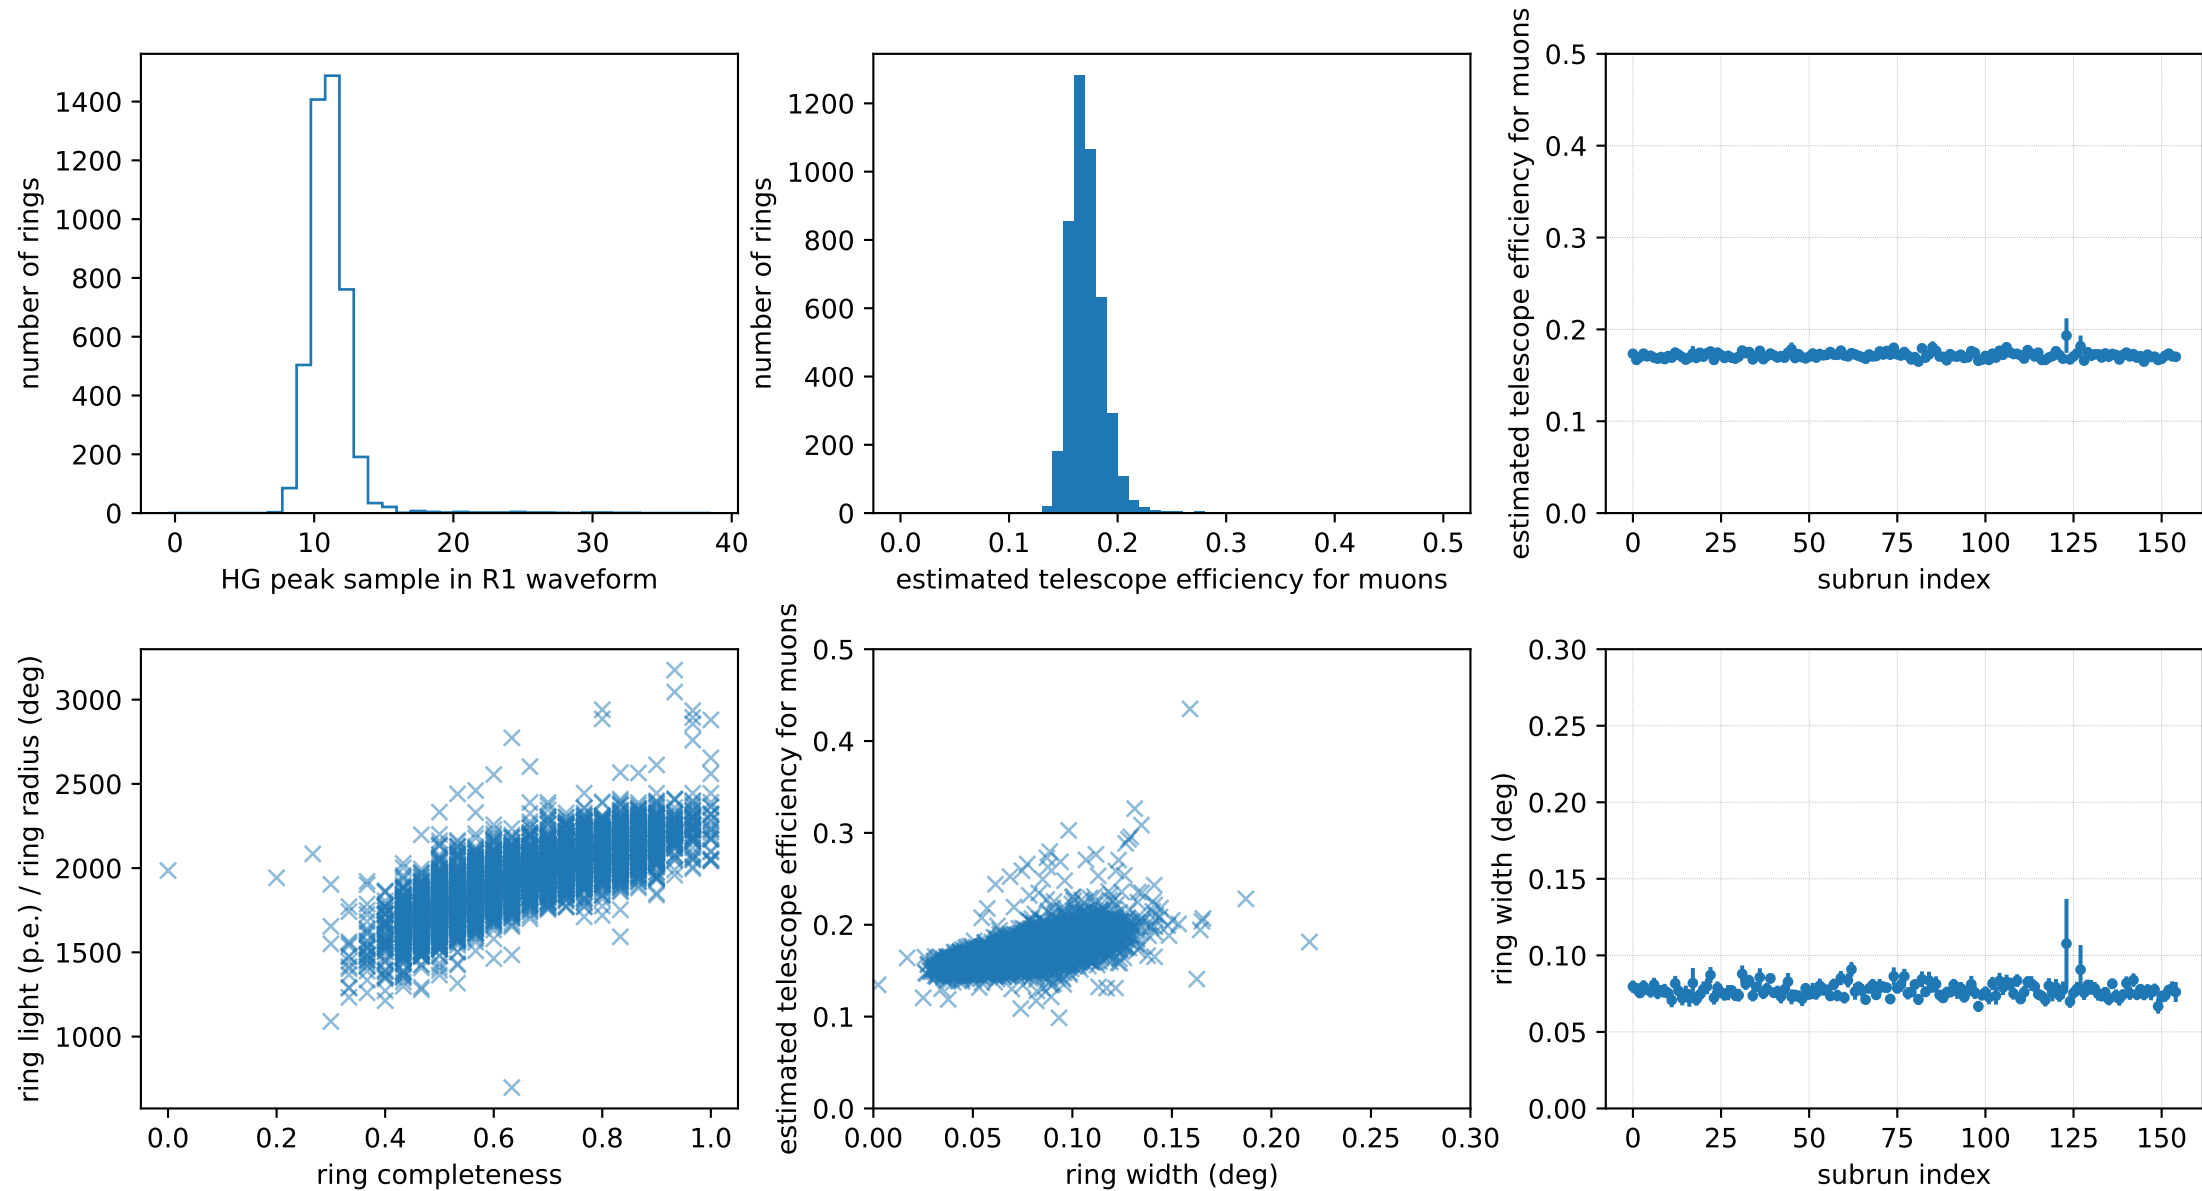 number of rings
1400
1200
1000
800
600
400
200
0
0 10 20 30 40
HG peak sample in R1 waveform
number of rings
1200
1000
800
600
400
200
0
0.0 0.1 0.2 0.3 0.4 0.5
estimated telescope efficiency for muons
estimated telescope efficiency for muons
0.5
0.4
0.3
0.2
0.1
0.0
0 25 50 75 100 125 150
subrun index
ring light (p.e.) / ring radius (deg)
3000
2500
2000
1500
1000
0.0 0.2 0.4 0.6 0.8 1.0
ring completeness
estimated telescope efficiency for muons
0.5
0.4
0.3
0.2
0.1
0.0
0.00 0.05 0.10 0.15 0.20 0.25 0.30
ring width (deg)
ring width (deg)
0.30
0.25
0.20
0.15
0.10
0.05
0.00
0 25 50 75 100 125 150
subrun index